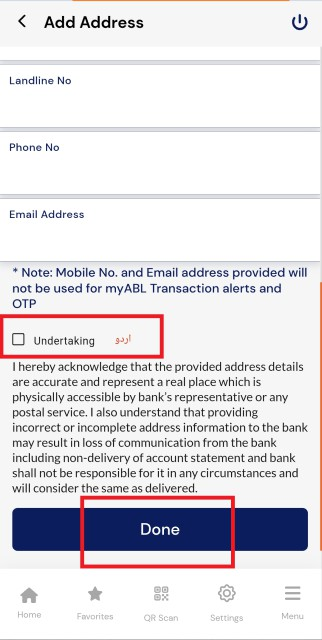 Add Address
Landline No
Phone No
Email Address
* Note: Mobile No. and Email address provided will
not be used for myABL Transaction alerts and
OTP
Undertaking اردو
I hereby acknowledge that the provided address details
are accurate and represent a real place which is
physically accessible by bank's representative or any
postal service. I also understand that providing
incorrect or incomplete address information to the bank
may result in loss of communication from the bank
including non-delivery of account statement and bank
shall not be responsible for it in any circumstances and
will consider the same as delivered.
Done
Home Favorites QR Scan Settings Menu